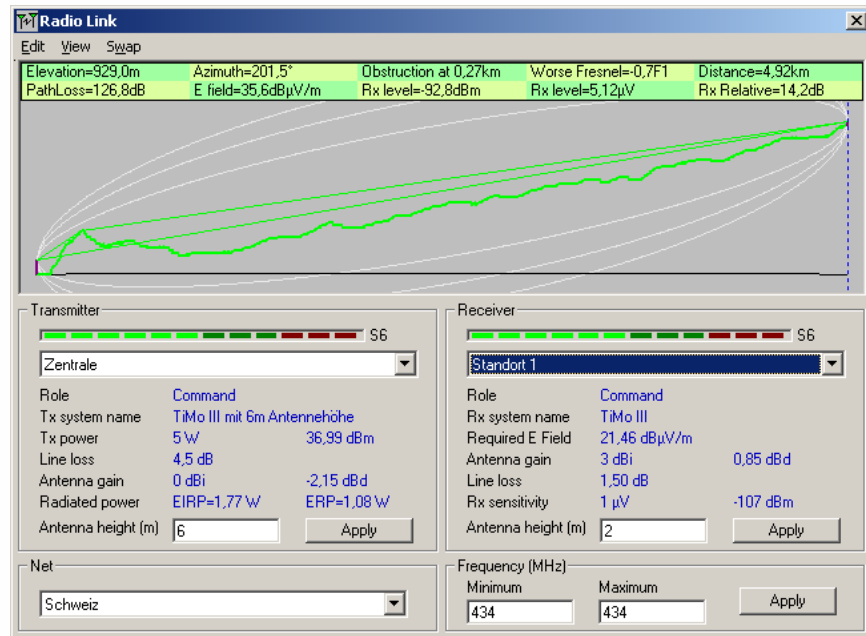 Radio Link
Edit View Swap
Elevation=929,0m Azimuth=201,5° Obstruction at 0,27km Worse Fresnel=-0,7F1 Distance=4,92km
PathLoss=126,8dB E field=35,6dBµV/m Rx level=-92,8dBm Rx level=5,12µV Rx Relative=14,2dB
Transmitter
S6
Zentrale
Role Command
Tx system name TiMo III mit 6m Antennehöhe
Tx power 5 W 36,99 dBm
Line loss 4,5 dB
Antenna gain 0 dBi -2,15 dBd
Radiated power EIRP=1,77 W ERP=1,08 W
Antenna height (m) 6 Apply
Receiver
S6
Standort 1
Role Command
Rx system name TiMo III
Required E Field 21,46 dBµV/m
Antenna gain 3 dBi 0,85 dBd
Line loss 1,50 dB
Rx sensitivity 1 µV -107 dBm
Antenna height (m) 2 Apply
Net
Schweiz
Frequency (MHz)
Minimum Maximum
434 434 Apply